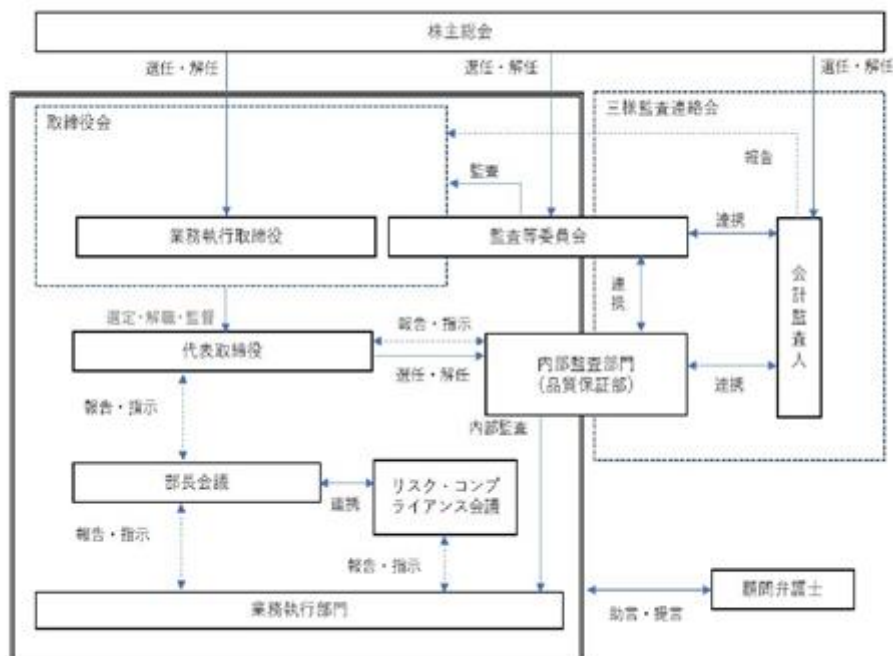 株主総会
選任・解任
選任・解任
選任・解任
取締役会
三様監査連絡会
報告
監査
業務執行取締役
監査等委員会
連携
会計監査人
連携
選定・解職・監督
報告・指示
代表取締役
内部監査部門
(品質保証部)
選任・解任
連携
報告・指示
内部監査
部長会議
リスク・コンプ
ライアンス会議
連携
報告・指示
報告・指示
業務執行部門
顧問弁護士
助言・提言